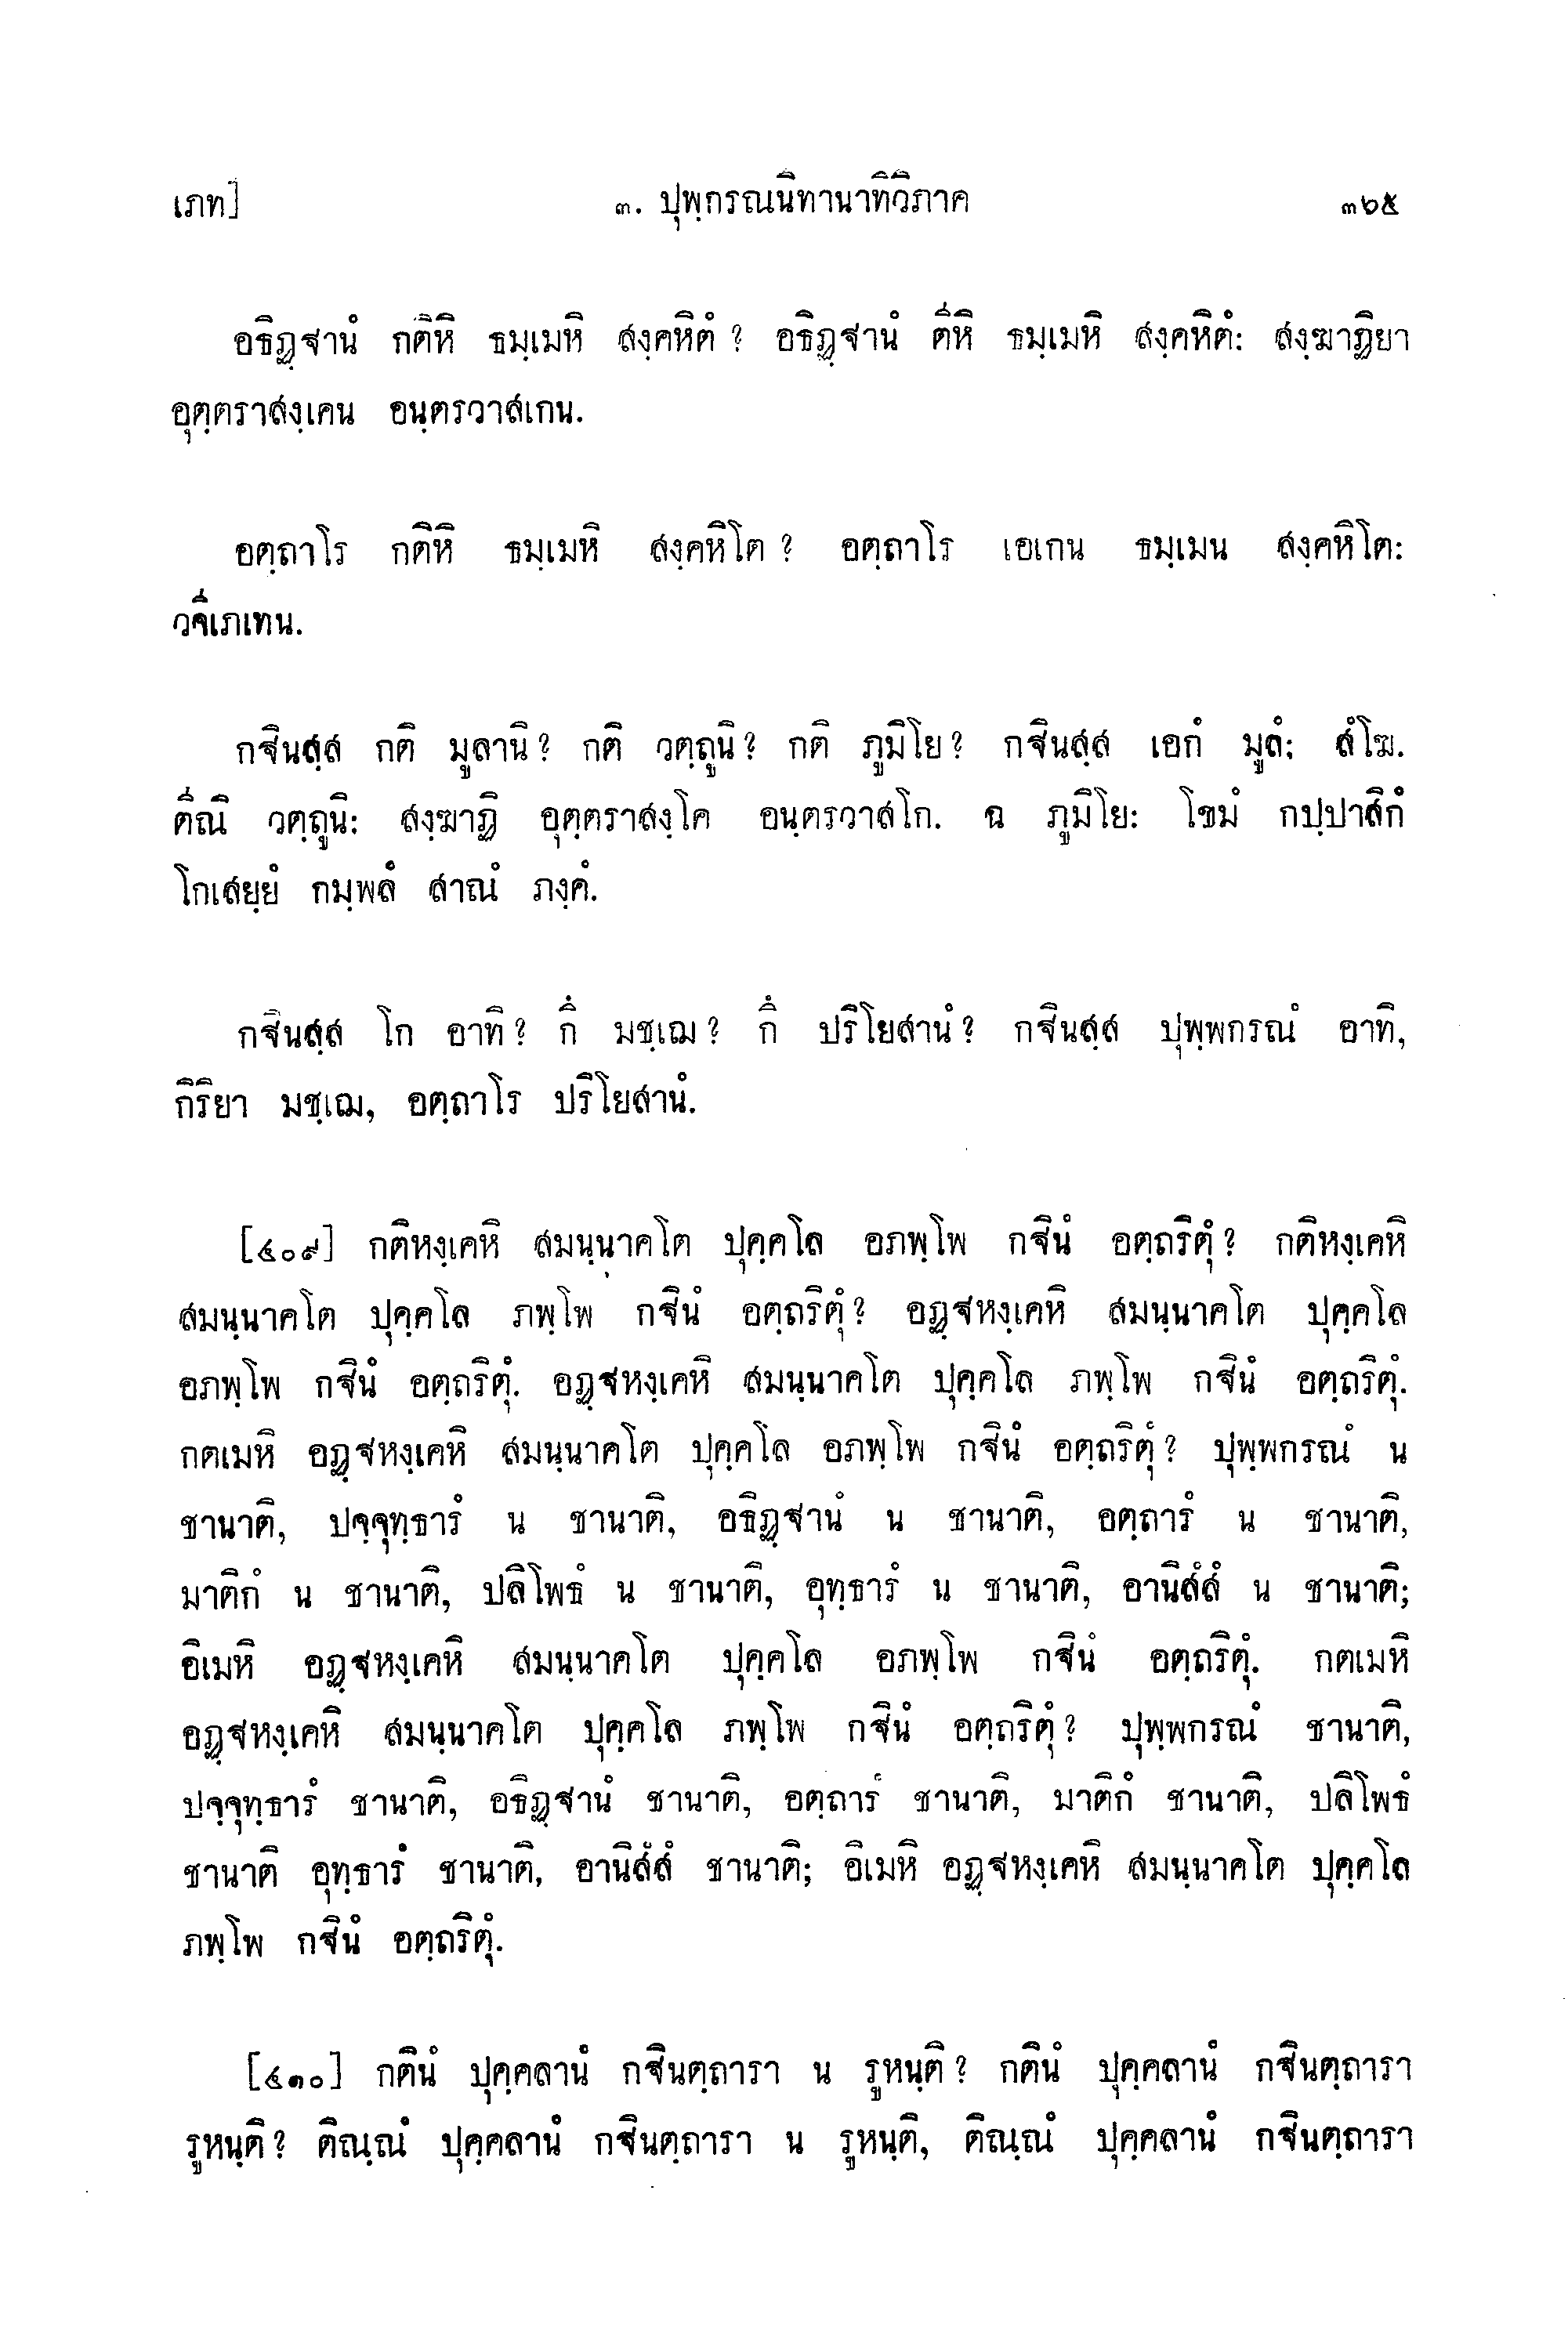 เภท] ๓. ปุพฺกรณนิทานาทิวิภาค ๓๖๕
อธิฏฺฐานํ กติหิ ธมฺเมหิ สงฺคหิตํ? อธิฏฺฐานํ ตีหิ ธมฺเมหิ สงฺคหิตํ: สงฺฆาฏิยา
อุตฺตราสงฺเคน อนฺตรวาสเกน.
อตฺถาโร กติหิ ธมฺเมหิ สงฺคหิโต? อตฺถาโร เอเกน ธมฺเมน สงฺคหิโต:
วจีเภเทน.
กฐินสฺส กติ มูลานิ? กติ วตฺถูนิ? กติ ภูมิโย? กฐินสฺส เอกํ มูลํ: สํโฆ.
ตีณิ วตฺถูนิ: สงฺฆาฏิ อุตฺตราสงฺโค อนฺตรวาสโก. ฉ ภูมิโย: โขมํ กปฺปาสิกํ
โกเสยฺยํ กมฺพลํ สาณํ ภงฺคํ.
กฐินสฺส โก อาทิ? กึ มชฺเฌ? กึ ปริโยสานํ? กฐินสฺส ปุพฺพกรณํ อาทิ,
กิริยา มชฺเฌ, อตฺถาโร ปริโยสานํ.
[๔๐๙] กติหงฺเคหิ สมนฺนาคโต ปุคฺคโล อภพฺโพ กฐินํ อตฺถริตุํ? กติหงฺเคหิ
สมนฺนาคโต ปุคฺคโล ภพฺโพ กฐินํ อตฺถริตุํ? อฏฺฐหงฺเคหิ สมนฺนาคโต ปุคฺคโล
อภพฺโพ กฐินํ อตฺถริตุํ. อฏฺฐหงฺเคหิ สมนฺนาคโต ปุคฺคโล ภพฺโพ กฐินํ อตฺถริตุํ.
กตเมหิ อฏฺฐหงฺเคหิ สมนฺนาคโต ปุคฺคโล อภพฺโพ กฐินํ อตฺถริตุํ? ปุพฺพกรณํ น
ชานาติ, ปจฺจุทฺธารํ น ชานาติ, อธิฏฺฐานํ น ชานาติ, อตฺถารํ น ชานาติ,
มาติกํ น ชานาติ, ปลิโพธํ น ชานาติ, อุทฺธารํ น ชานาติ, อานิสํสํ น ชานาติ;
อิเมหิ อฏฺฐหงฺเคหิ สมนฺนาคโต ปุคฺคโล อภพฺโพ กฐินํ อตฺถริตุํ. กตเมหิ
อฏฺฐหงฺเคหิ สมนฺนาคโต ปุคฺคโล ภพฺโพ กฐินํ อตฺถริตุํ? ปุพฺพกรณํ ชานาติ,
ปจฺจุทฺธารํ ชานาติ, อธิฏฺฐานํ ชานาติ, อตฺถารํ ชานาติ, มาติกํ ชานาติ, ปลิโพธํ
ชานาติ อุทฺธารํ ชานาติ, อานิสํสํ ชานาติ; อิเมหิ อฏฺฐหงฺเคหิ สมนฺนาคโต ปุคฺคโล
ภพฺโพ กฐินํ อตฺถริตุํ.
[๔๑๐] กตินํ ปุคฺคลานํ กฐินตฺถารา น รูหนฺติ? กตินํ ปุคฺคลานํ กฐินตฺถารา
รูหนฺติ? ติณฺณํ ปุคฺคลานํ กฐินตฺถารา น รูหนฺติ, ติณฺณํ ปุคฺคลานํ กฐินตฺถารา